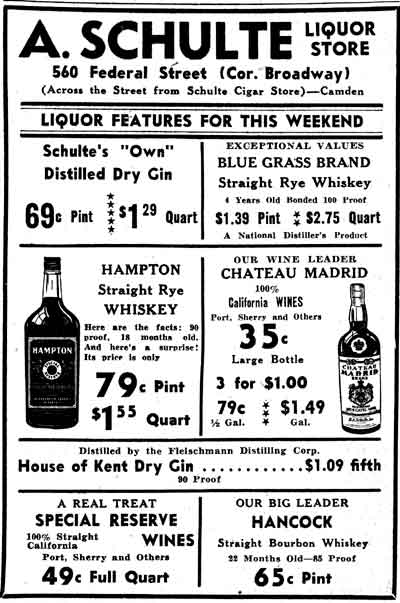 A. SCHULTE LIQUOR STORE
560 Federal Street (Cor. Broadway)
(Across the Street from Schulte Cigar Store)—Camden
LIQUOR FEATURES FOR THIS WEEKEND
Schulte's "Own"
Distilled Dry Gin
69c Pint $1.29 Quart
EXCEPTIONAL VALUES
BLUE GRASS BRAND
Straight Rye Whiskey
4 Years Old Bonded 100 Proof
$1.39 Pint $2.75 Quart
A National Distiller's Product
HAMPTON
HAMPTON
Straight Rye
WHISKEY
Here are the facts: 90
proof, 18 months old.
And here's a surprise!
Its price is only
79c Pint
$1.55 Quart
OUR WINE LEADER
CHATEAU MADRID
100%
California WINES
Port, Sherry and Others
35c
Large Bottle
3 for $1.00
79c $1.49
½ Gal. Gal.
CHATEAU
MADRID
Distilled by the Fleischmann Distilling Corp.
House of Kent Dry Gin ............$1.09 fifth
90 Proof
A REAL TREAT
SPECIAL RESERVE
100% Straight
California WINES
Port, Sherry and Others
49c Full Quart
OUR BIG LEADER
HANCOCK
Straight Bourbon Whiskey
22 Months Old—85 Proof
65c Pint